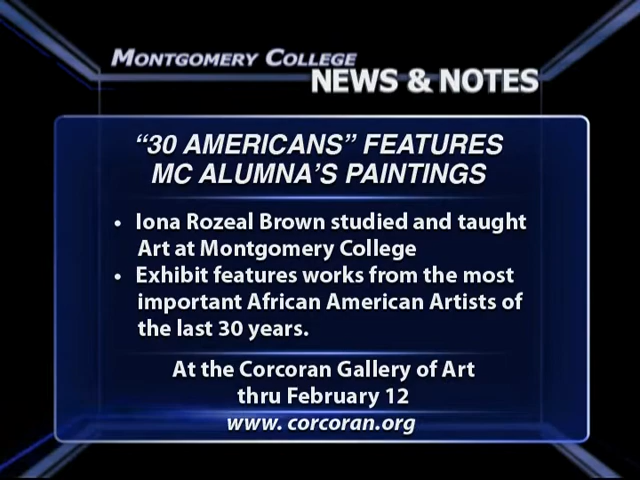 MONTGOMERY COLLEGE
NEWS & NOTES
“30 AMERICANS” FEATURES
MC ALUMNA’S PAINTINGS
• Iona Rozeal Brown studied and taught
Art at Montgomery College
• Exhibit features works from the most
important African American Artists of
the last 30 years.
At the Corcoran Gallery of Art
thru February 12
www. corcoran.org